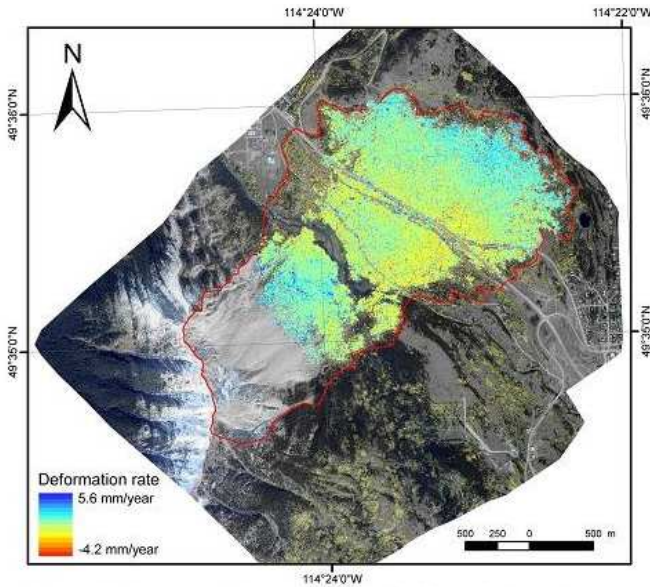 114°24'0"W
114°22'0"W
N
49°36'0"N
49°36'0"N
49°35'0"N
49°35'0"N
Deformation rate
5.6 mm/year
-4.2 mm/year
500 250 0 500 m
114°24'0"W